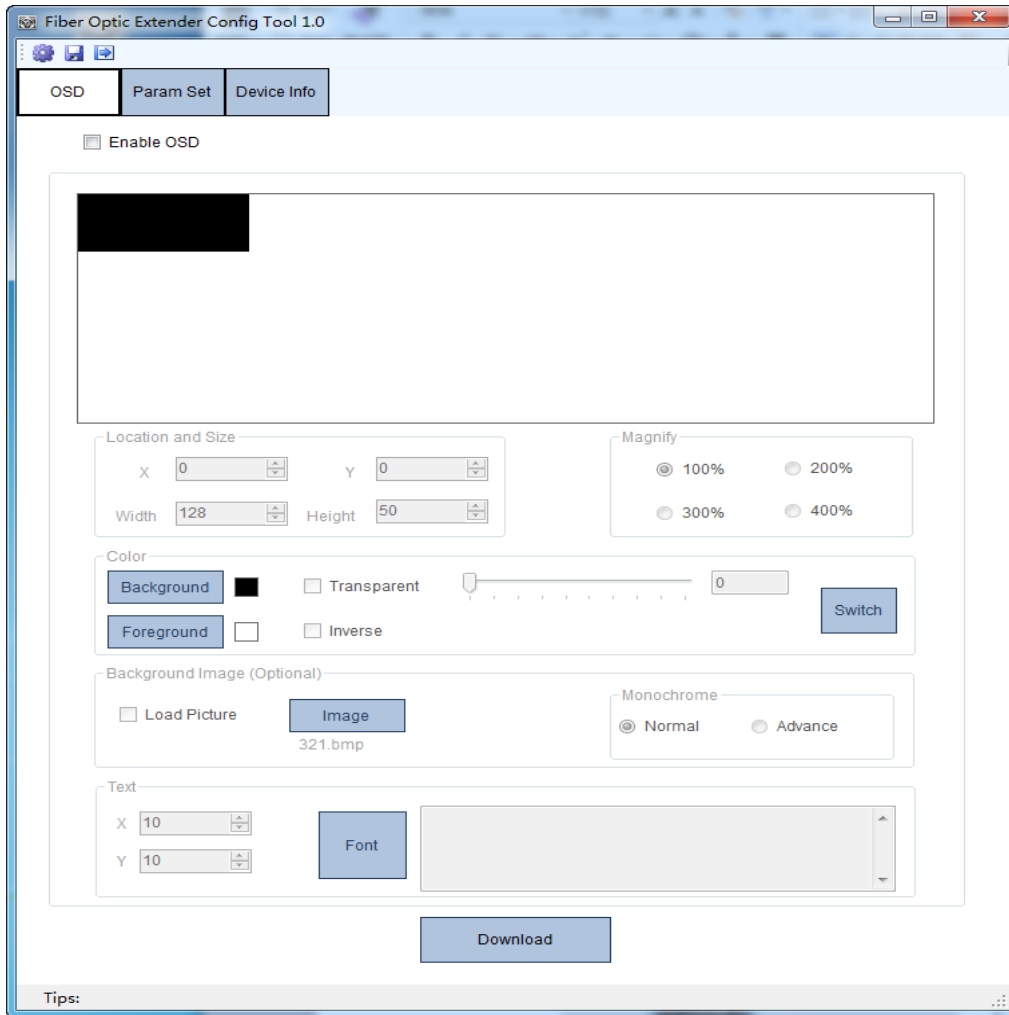 Fiber Optic Extender Config Tool 1.0
OSD Param Set Device Info
Enable OSD
Location and Size Magnify
X 0 Y 0 100% 200%
Width 128 Height 50 300% 400%
Color
Background Transparent 0
Switch
Foreground Inverse
Background Image (Optional)
Monochrome
Load Picture Image Normal Advance
321.bmp
Text
X 10
Font
Y 10
Download
Tips: